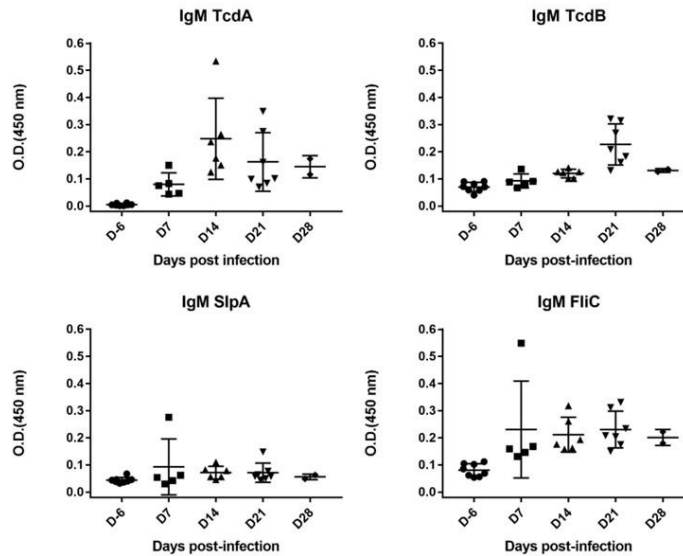 IgM TcdA
O.D.(450 nm)
0.6
0.5
0.4
0.3
0.2
0.1
0.0
D-6 D7 D14 D21 D28
Days post infection
IgM TcdB
O.D.(450 nm)
0.6
0.5
0.4
0.3
0.2
0.1
0.0
D-6 D7 D14 D21 D28
Days post-infection
IgM SlpA
O.D.(450 nm)
0.6
0.5
0.4
0.3
0.2
0.1
0.0
D-6 D7 D14 D21 D28
Days post-infection
IgM FliC
O.D.(450 nm)
0.6
0.5
0.4
0.3
0.2
0.1
0.0
D-6 D7 D14 D21 D28
Days post-infection